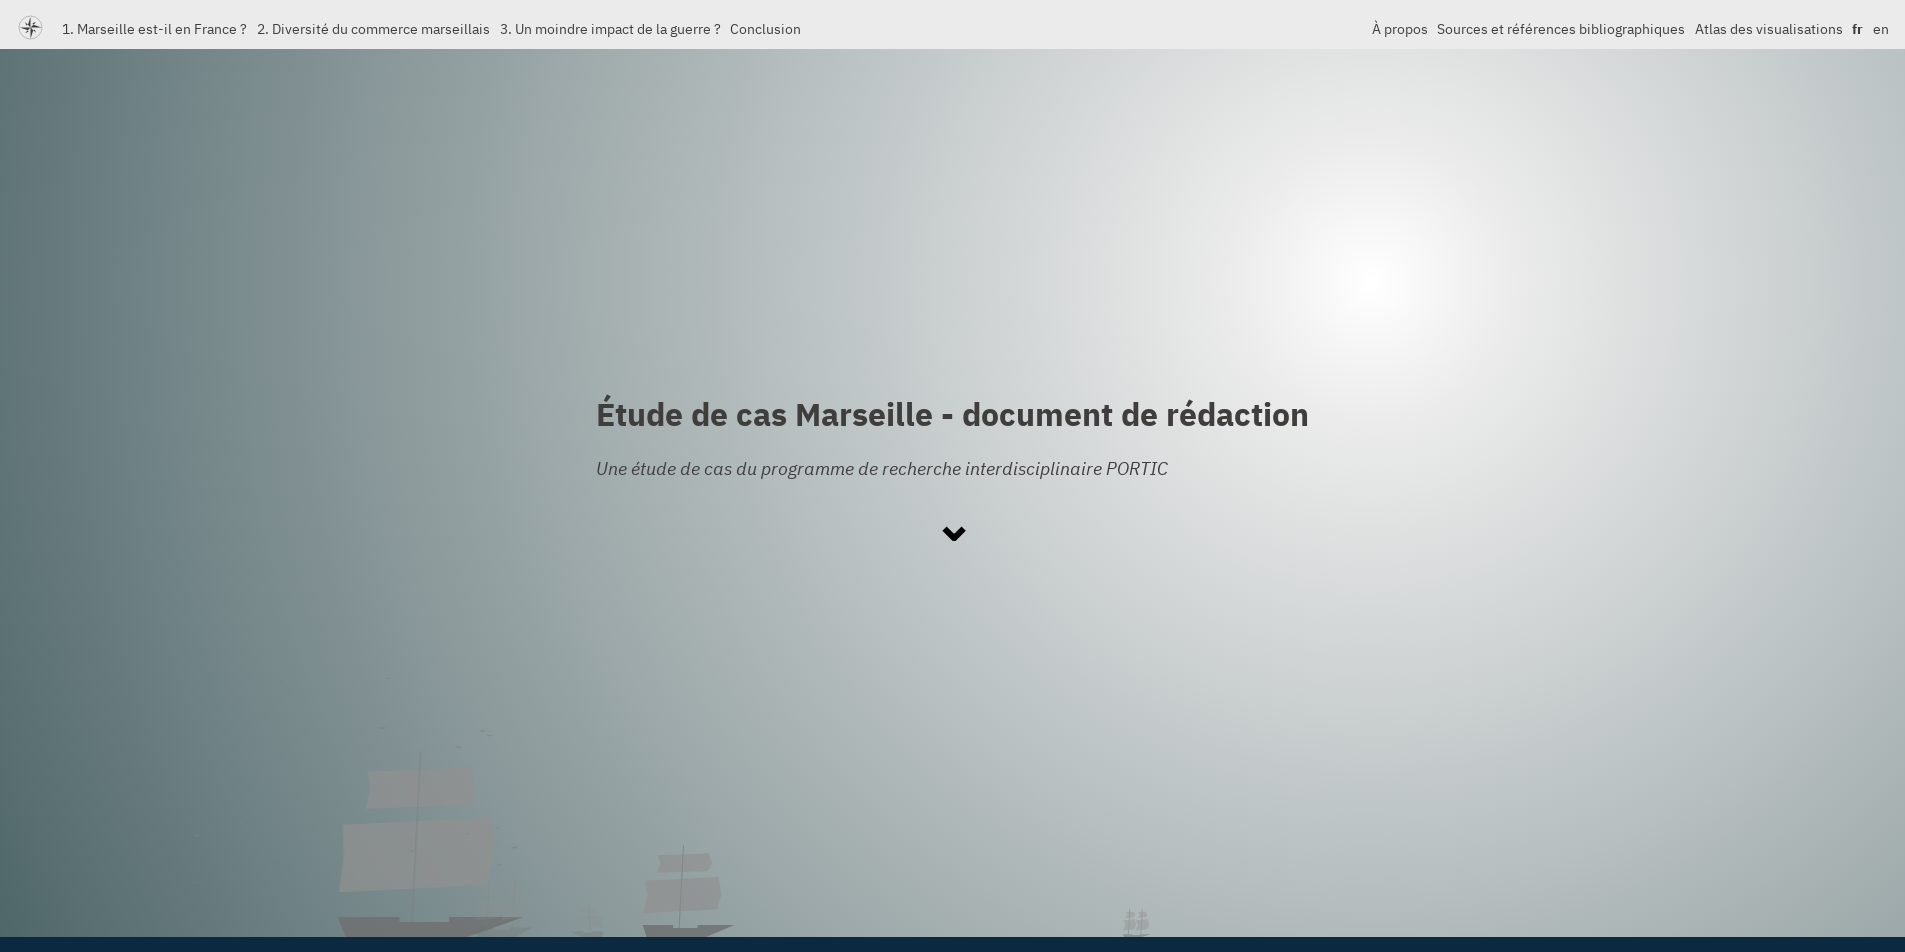 1. Marseille est-il en France ? 2. Diversité du commerce marseillais 3. Un moindre impact de la guerre ? Conclusion À propos Sources et références bibliographiques Atlas des visualisations fr en
Étude de cas Marseille - document de rédaction
Une étude de cas du programme de recherche interdisciplinaire PORTIC